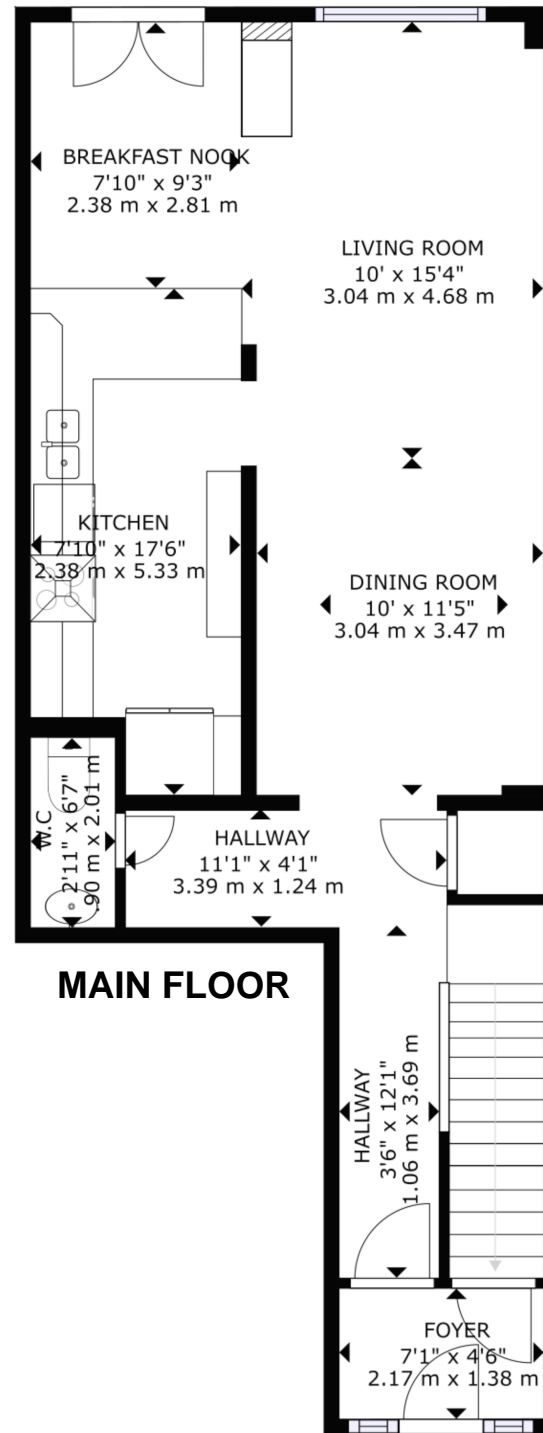 BREAKFAST NOOK
7'10" x 9'3"
2.38 m x 2.81 m
LIVING ROOM
10' x 15'4"
3.04 m x 4.68 m
KITCHEN
7'10" x 17'6"
2.38 m x 5.33 m
DINING ROOM
10' x 11'5"
3.04 m x 3.47 m
W.C
2'11" x 6'7"
.90 m x 2.01 m
HALLWAY
11'1" x 4'1"
3.39 m x 1.24 m
MAIN FLOOR
HALLWAY
3'6" x 12'1"
1.06 m x 3.69 m
FOYER
7'1" x 4'6"
2.17 m x 1.38 m